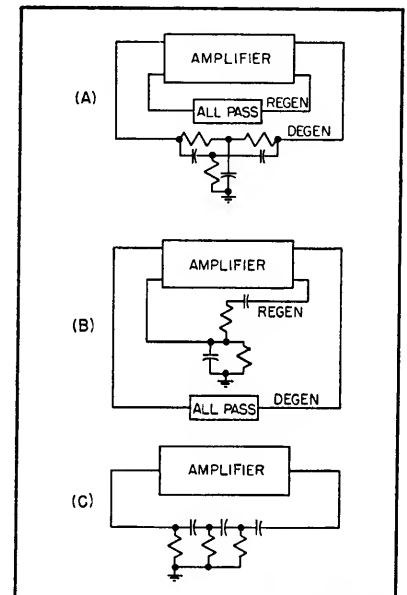 (A)
AMPLIFIER
ALL PASS
REGEN
DEGEN
(B)
AMPLIFIER
REGEN
ALL PASS
DEGEN
(C)
AMPLIFIER